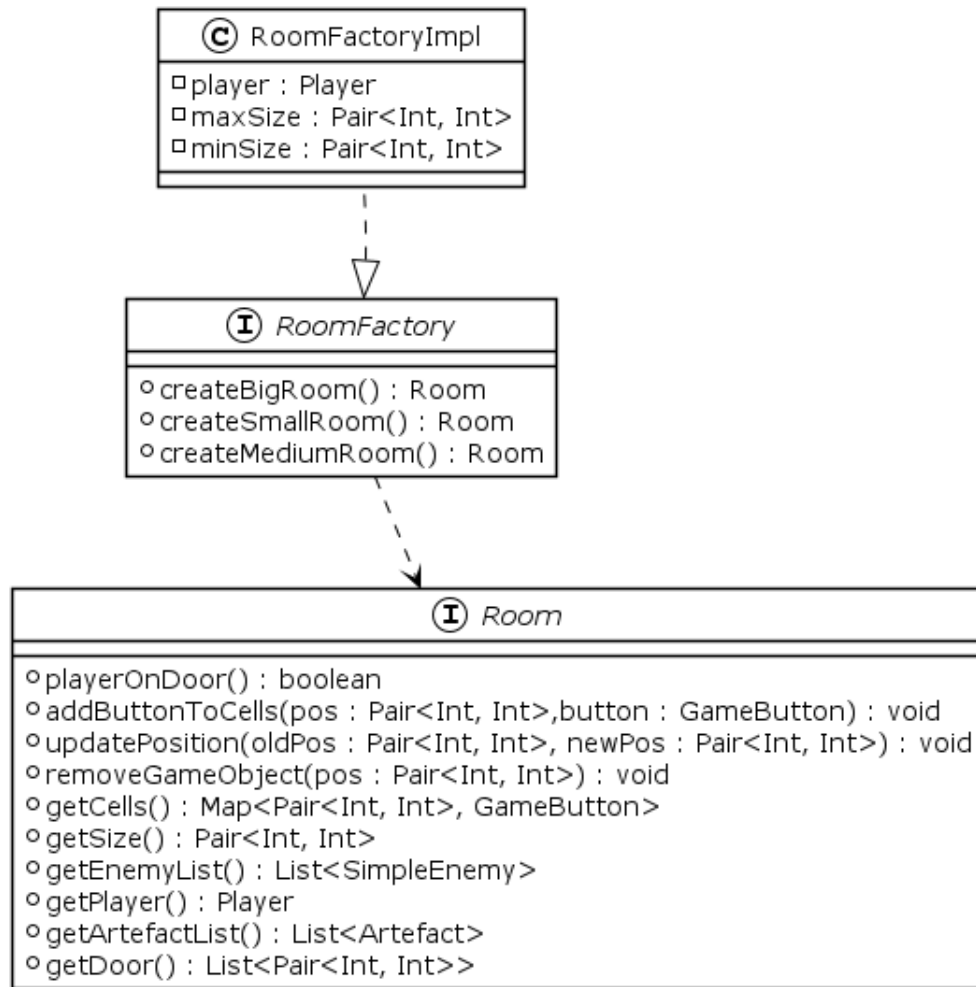 C RoomFactoryImpl
player : Player
maxSize : Pair<Int, Int>
minSize : Pair<Int, Int>
I RoomFactory
createBigRoom() : Room
createSmallRoom() : Room
createMediumRoom() : Room
I Room
playerOnDoor() : boolean
addButtonToCells(pos : Pair<Int, Int>,button : GameButton) : void
updatePosition(oldPos : Pair<Int, Int>, newPos : Pair<Int, Int>) : void
removeGameObject(pos : Pair<Int, Int>) : void
getCells() : Map<Pair<Int, Int>, GameButton>
getSize() : Pair<Int, Int>
getEnemyList() : List<SimpleEnemy>
getPlayer() : Player
getArtefactList() : List<Artefact>
getDoor() : List<Pair<Int, Int>>